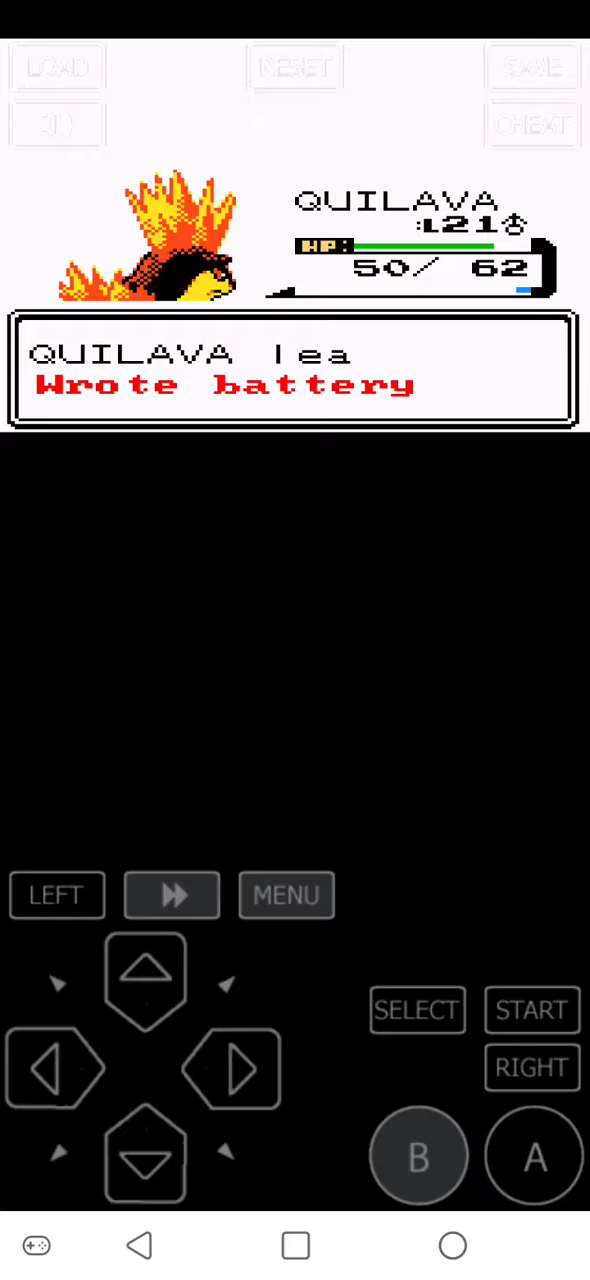 LOAD
RESET
SAVE
CHEAT
QUILAVA
:L21♂
HP:
50/ 62
QUILAVA lea
Wrote battery
LEFT
MENU
SELECT
START
RIGHT
B
A